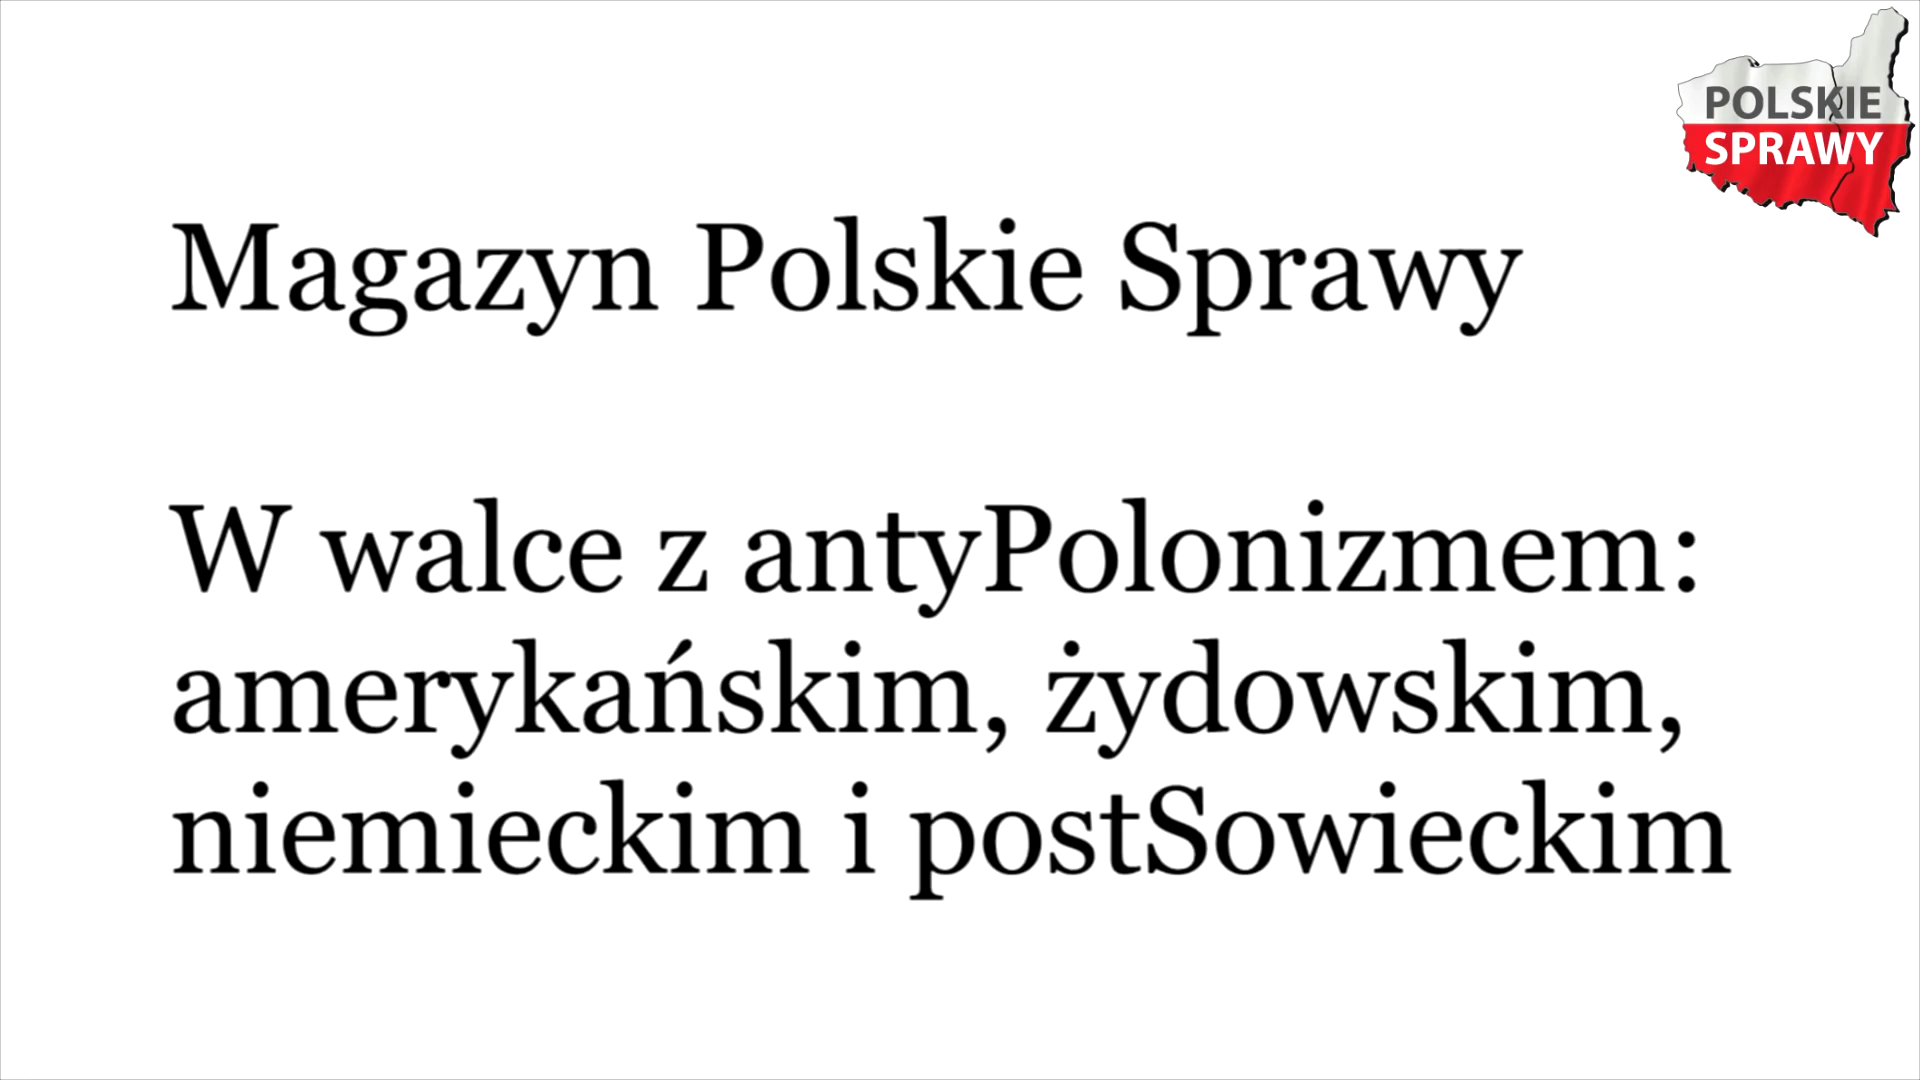 POLSKIE
SPRAWY
Magazyn Polskie Sprawy
W walce z antyPolonizmem:
amerykańskim, żydowskim,
niemieckim i postSowieckim